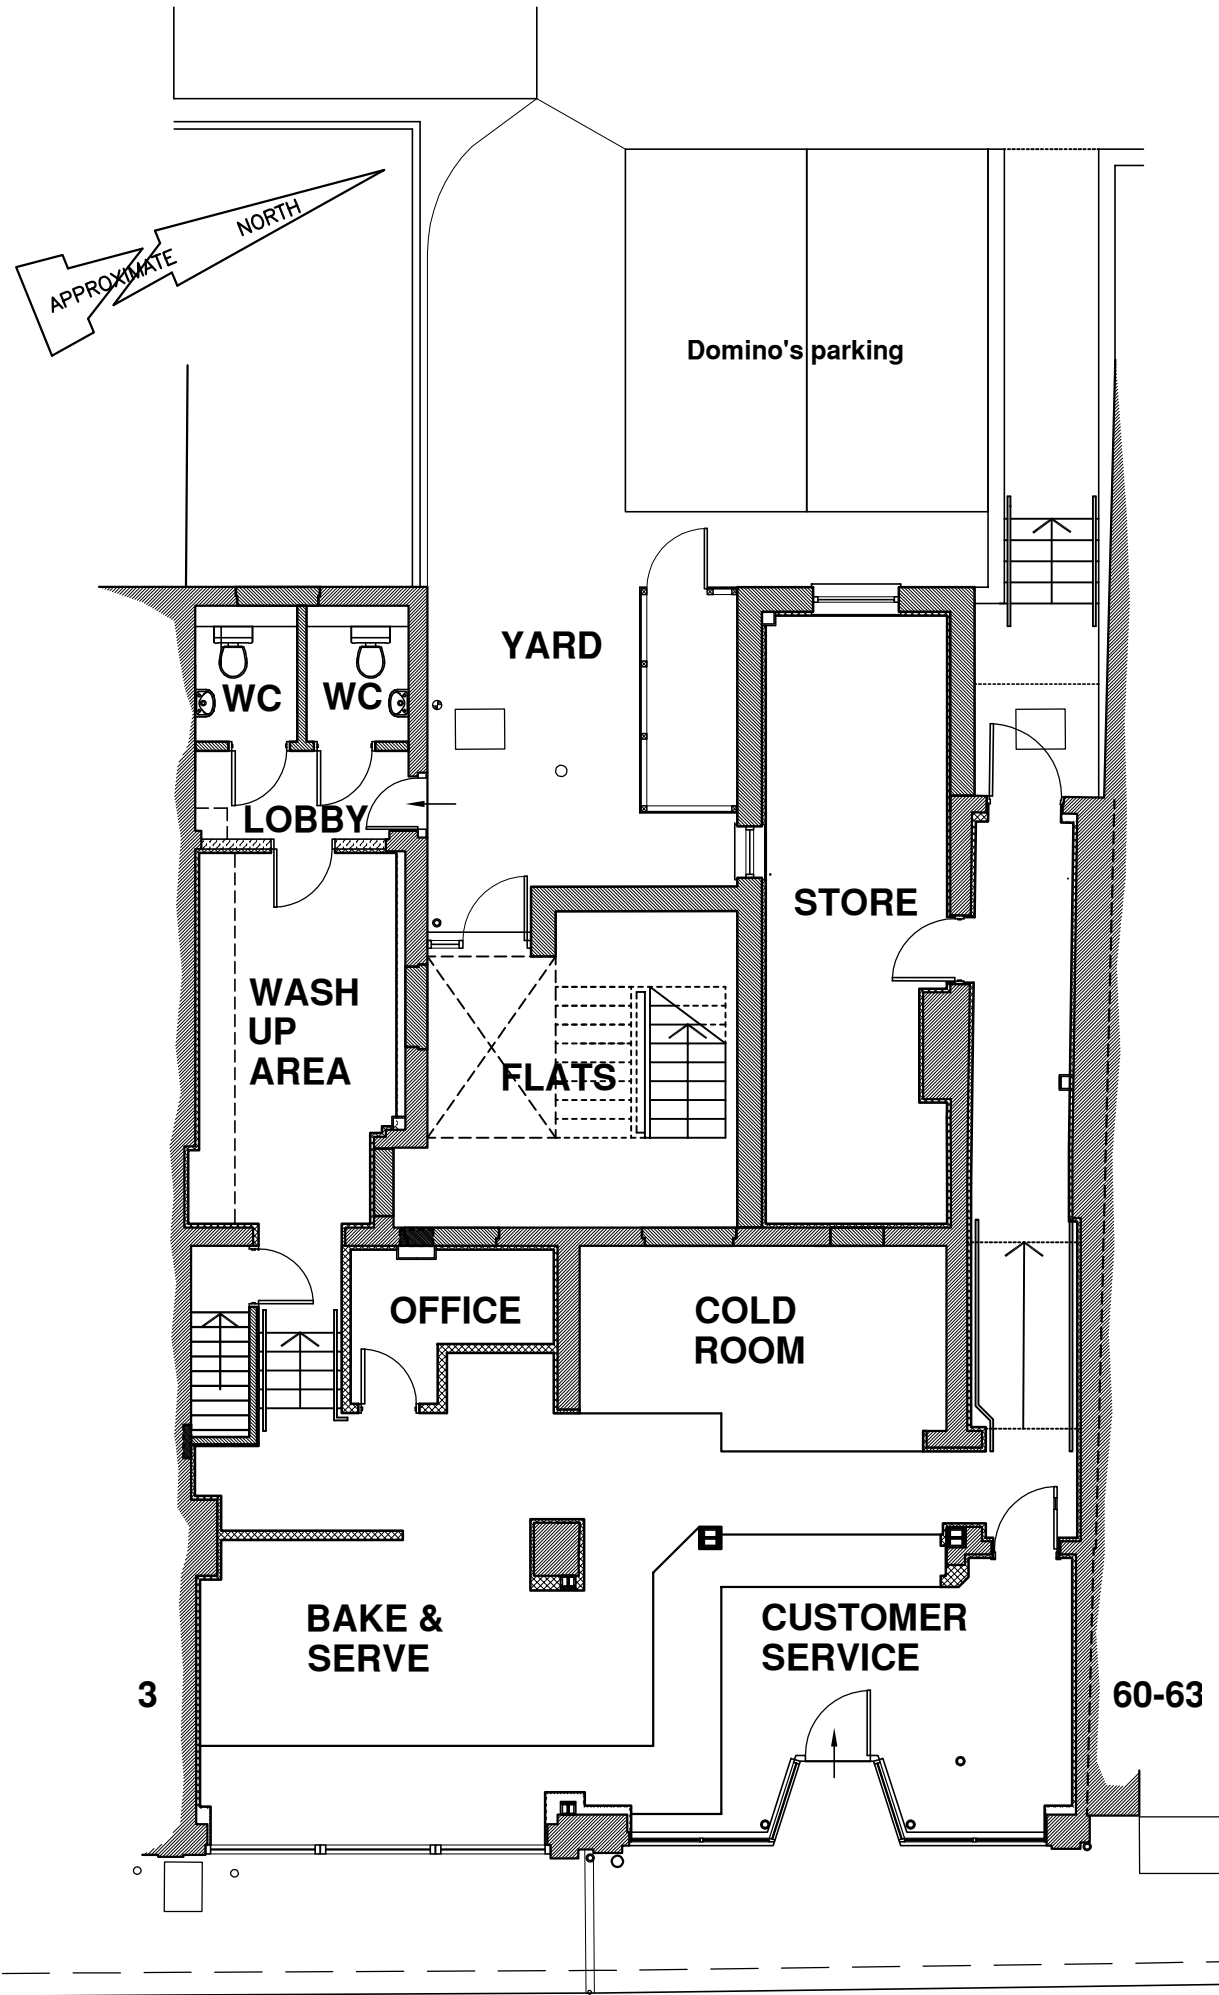 NORTH
APPROXIMATE
Domino's parking
YARD
WC
WC
LOBBY
STORE
WASH
UP
AREA
FLATS
OFFICE
COLD
ROOM
BAKE &
SERVE
CUSTOMER
SERVICE
3
60-63